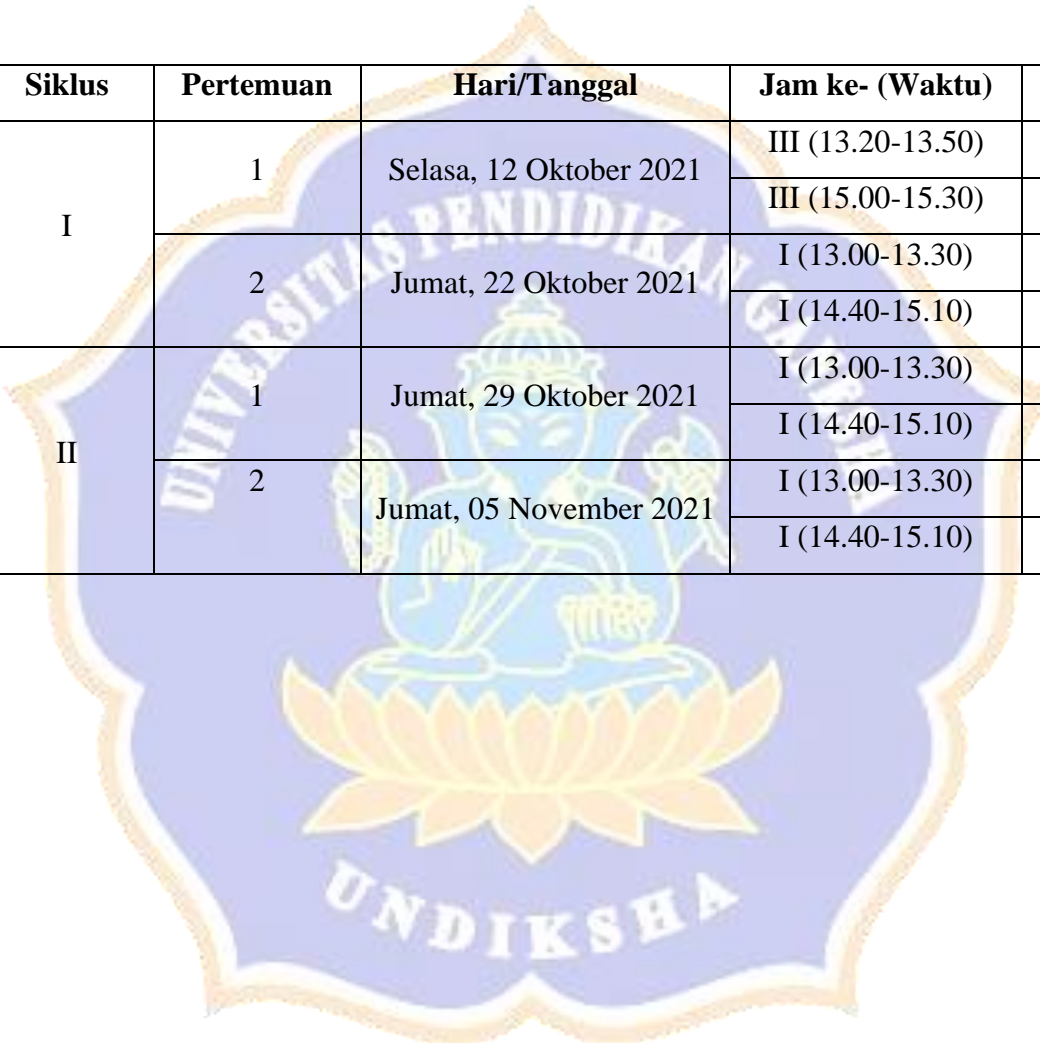 Siklus Pertemuan Hari/Tanggal Jam ke- (Waktu)
I 1 Selasa, 12 Oktober 2021 III (13.20-13.50)
III (15.00-15.30)
2 Jumat, 22 Oktober 2021 I (13.00-13.30)
I (14.40-15.10)
II 1 Jumat, 29 Oktober 2021 I (13.00-13.30)
I (14.40-15.10)
2 Jumat, 05 November 2021 I (13.00-13.30)
I (14.40-15.10)
UNIVERSITAS PENDIDIKAN GANESHA
UNDIKSHA